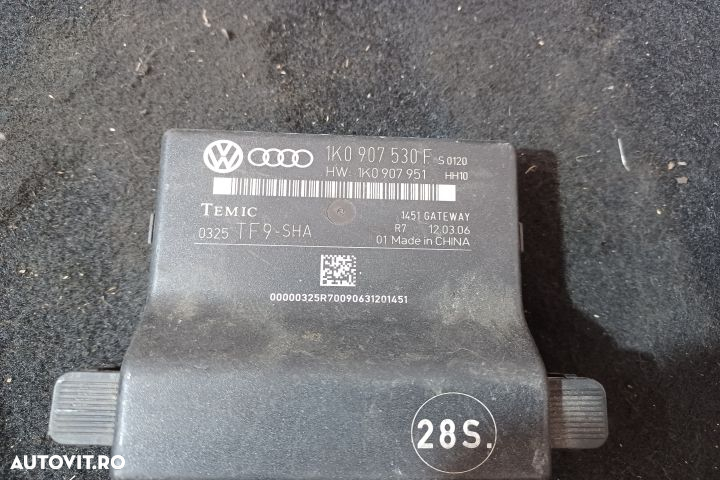 1K0 907 530 F S 0120
HW: 1K0 907 951 HH10
TEMIC
1451 GATEWAY
0325 TF9-SHA
R7 12.03.06
01 Made in CHINA
00000325R70090631201451
28S.
AUTOVIT.RO